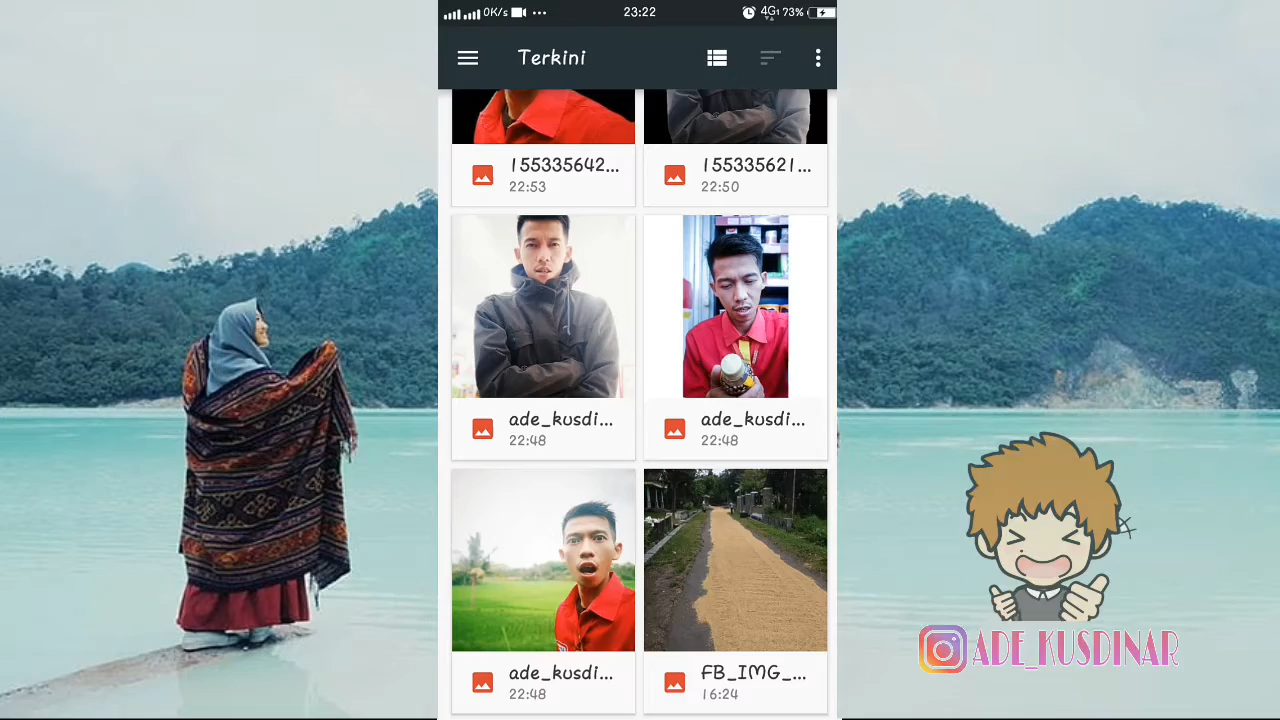 0K/s 23:22 4G 73%
Terkini
155335642... 155335621...
22:53 22:50
ade_kusdi... ade_kusdi...
22:48 22:48
ade_kusdi... FB_IMG_...
22:48 16:24
ADE_KUSDINAR